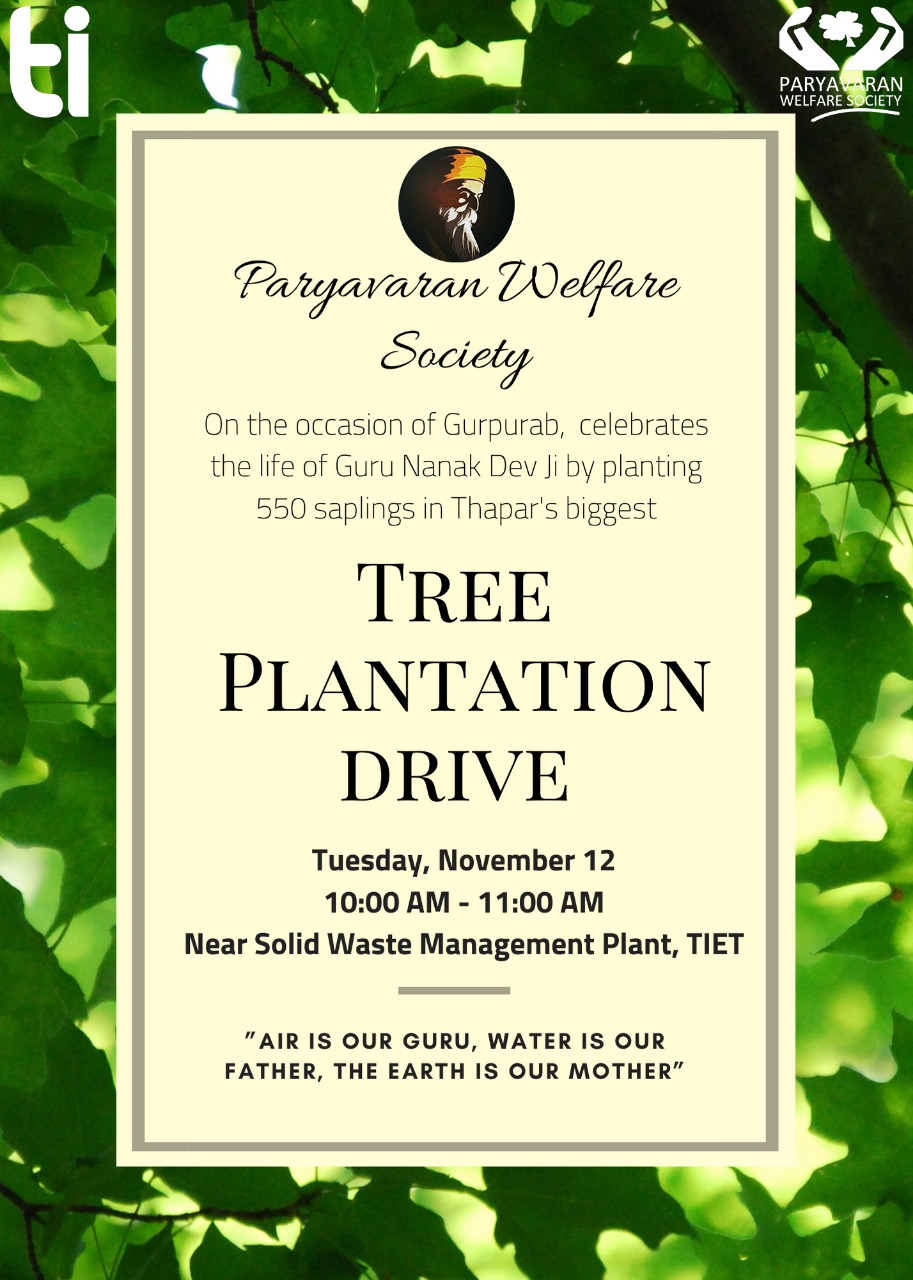 ti
PARYAVARAN
WELFARE SOCIETY
Paryavaran Welfare
Society
On the occasion of Gurpurab,  celebrates
the life of Guru Nanak Dev Ji by planting
550 saplings in Thapar's biggest
Tree
Plantation
drive
Tuesday, November 12
10:00 AM - 11:00 AM
Near Solid Waste Management Plant, TIET
"AIR IS OUR GURU, WATER IS OUR
FATHER, THE EARTH IS OUR MOTHER"